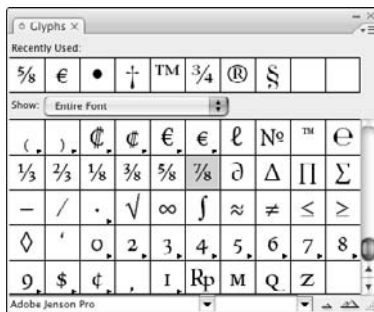 Glyphs ×
Recently Used:
⅝ € • † ™ ¾ ® §
Show: Entire Font
( ) ₡ ₡ € € ℓ № ™ ℮
⅓ ⅔ ⅛ ⅜ ⅝ ⅞ ∂ Δ ∏ ∑
− ∕ · √ ∞ ∫ ≈ ≠ ≤ ≥
◊ ‘ 0 2 3 4 5 6 7 8
9 $ ¢ , I Rp M Q Z
Adobe Jenson Pro